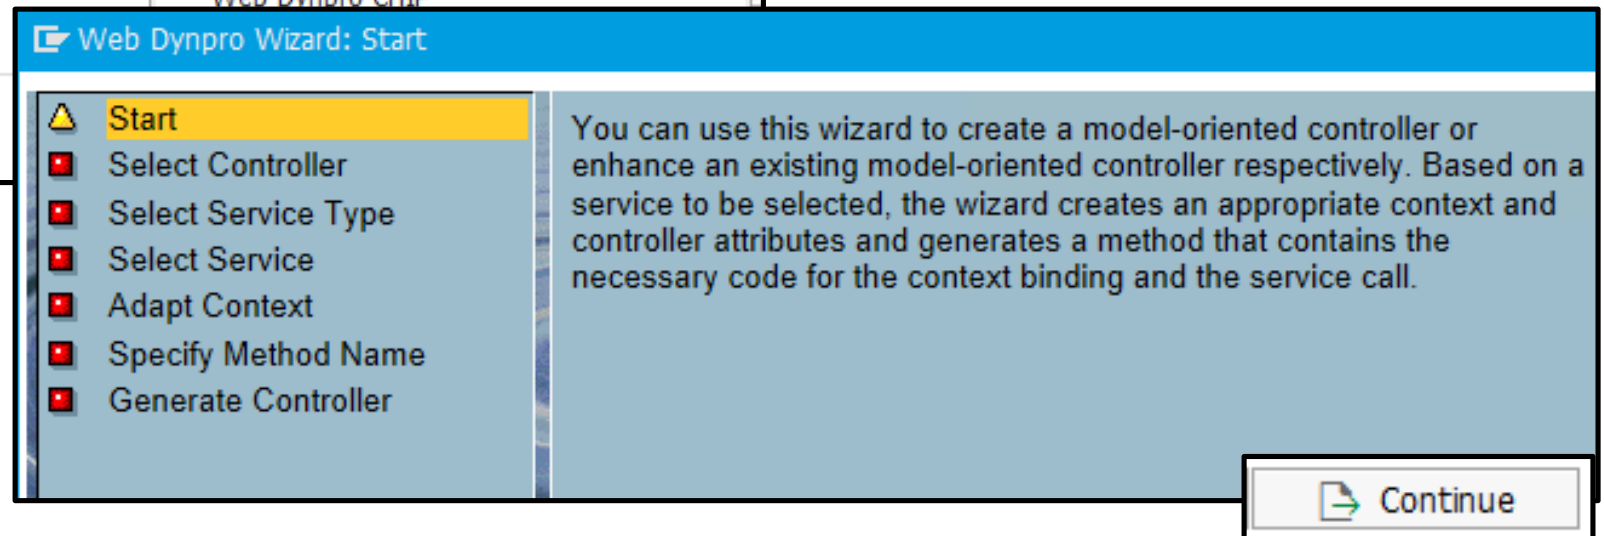 Web Dynpro CHIP
Web Dynpro Wizard: Start
Start
Select Controller
Select Service Type
Select Service
Adapt Context
Specify Method Name
Generate Controller
You can use this wizard to create a model-oriented controller or
enhance an existing model-oriented controller respectively. Based on a
service to be selected, the wizard creates an appropriate context and
controller attributes and generates a method that contains the
necessary code for the context binding and the service call.
Continue